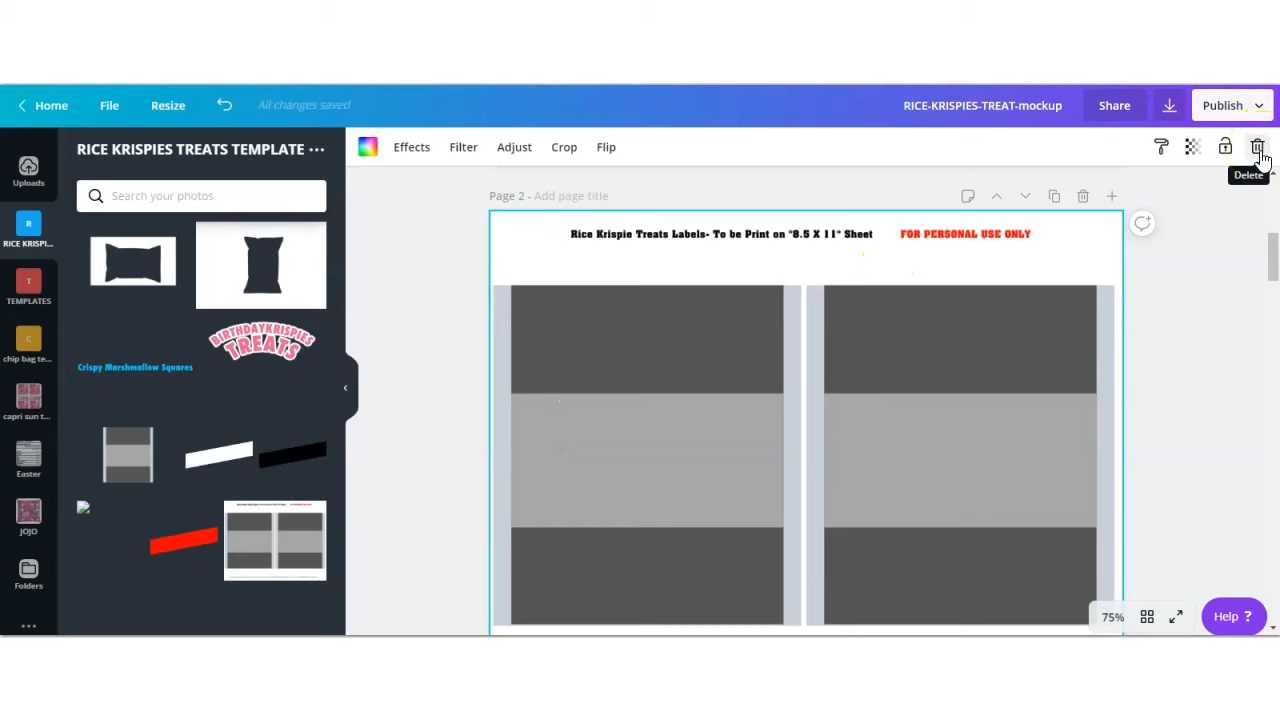 Home File Resize All changes saved RICE-KRISPIES-TREAT-mockup Share Publish
RICE KRISPIES TREATS TEMPLATE ...
Effects Filter Adjust Crop Flip
Delete
Uploads
Search your photos
Page 2 - Add page title
RICE KRISPI...
Rice Krispie Treats Labels- To be Print on "8.5 X 11" Sheet FOR PERSONAL USE ONLY
TEMPLATES
BIRTHDAYKRISPIES
TREATS
chip bag te...
Crispy Marshmallow Squares
capri sun t...
Easter
JOJO
Folders
75%
Help ?